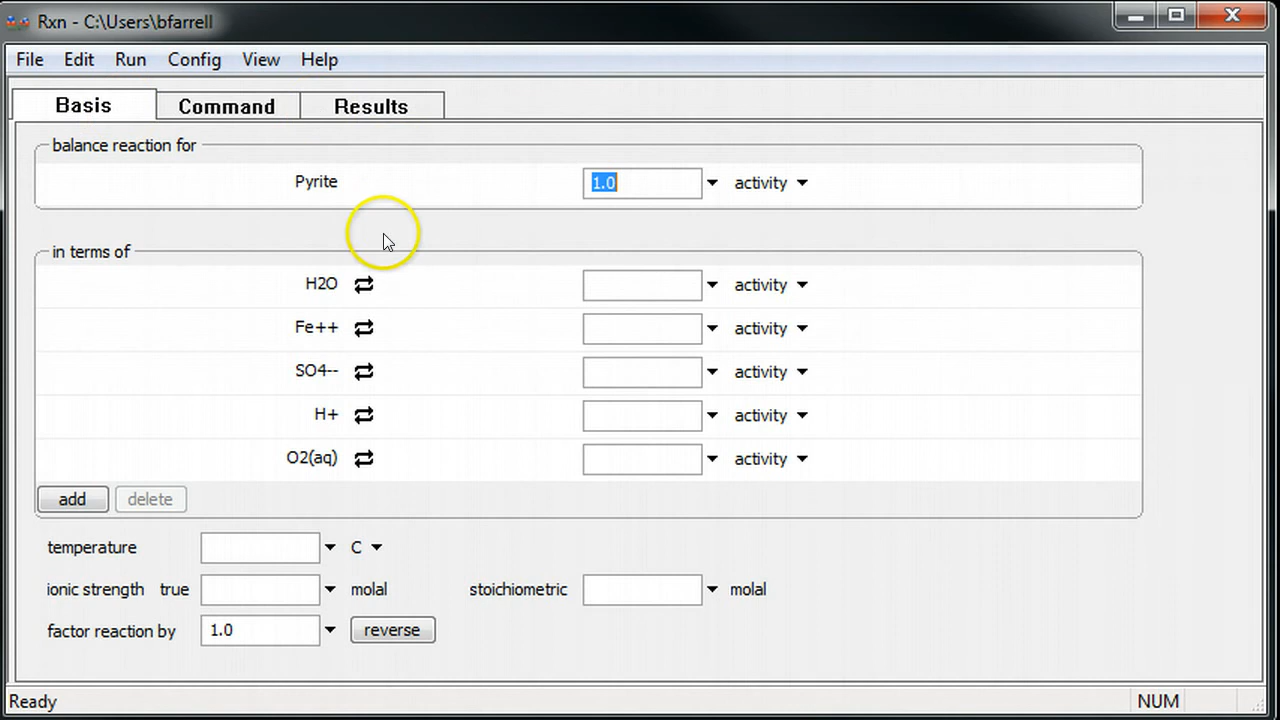 Rxn - C:\Users\bfarrell
File Edit Run Config View Help
Basis Command Results
balance reaction for
Pyrite 1.0 activity
in terms of
H2O activity
Fe++ activity
SO4-- activity
H+ activity
O2(aq) activity
add delete
temperature C
ionic strength true molal stoichiometric molal
factor reaction by 1.0 reverse
Ready NUM